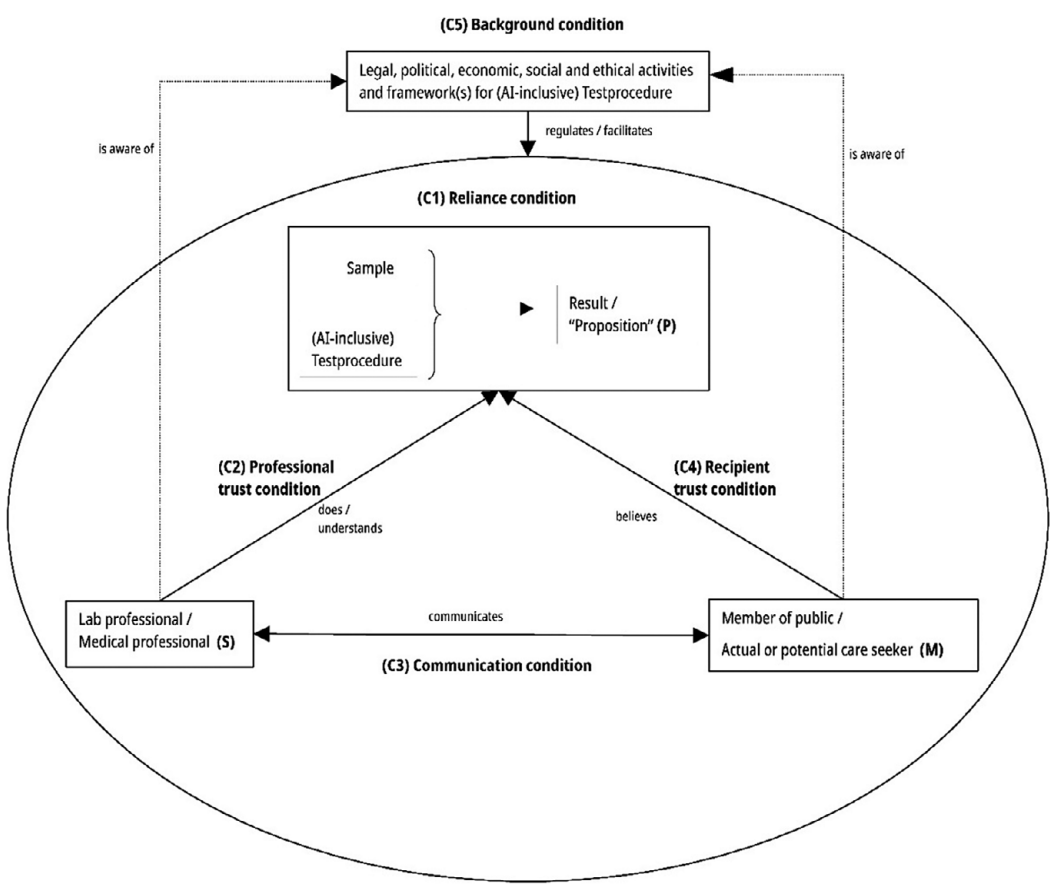 (C5) Background condition
Legal, political, economic, social and ethical activities
and framework(s) for (AI-inclusive) Testprocedure
regulates / facilitates
is aware of
is aware of
(C1) Reliance condition
Sample
(AI-inclusive)
Testprocedure
Result /
“Proposition” (P)
(C2) Professional
trust condition
does /
understands
(C4) Recipient
trust condition
believes
Lab professional /
Medical professional (S)
communicates
(C3) Communication condition
Member of public /
Actual or potential care seeker (M)